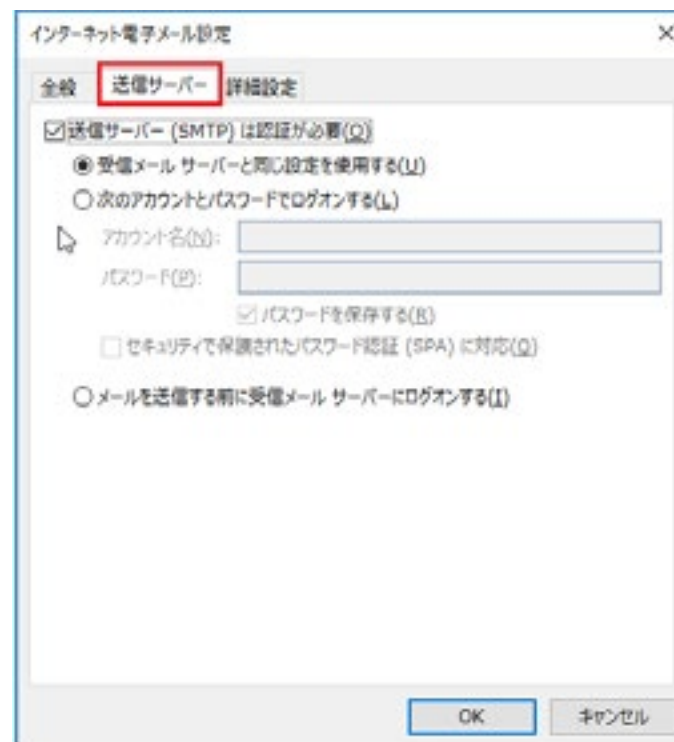 インターネット電子メール設定
全般 送信サーバー 詳細設定
送信サーバー (SMTP) は認証が必要(O)
受信メール サーバーと同じ設定を使用する(U)
次のアカウントとパスワードでログオンする(L)
アカウント名(N):
パスワード(P):
パスワードを保存する(R)
セキュリティで保護されたパスワード認証 (SPA) に対応(Q)
メールを送信する前に受信メール サーバーにログオンする(I)
OK キャンセル